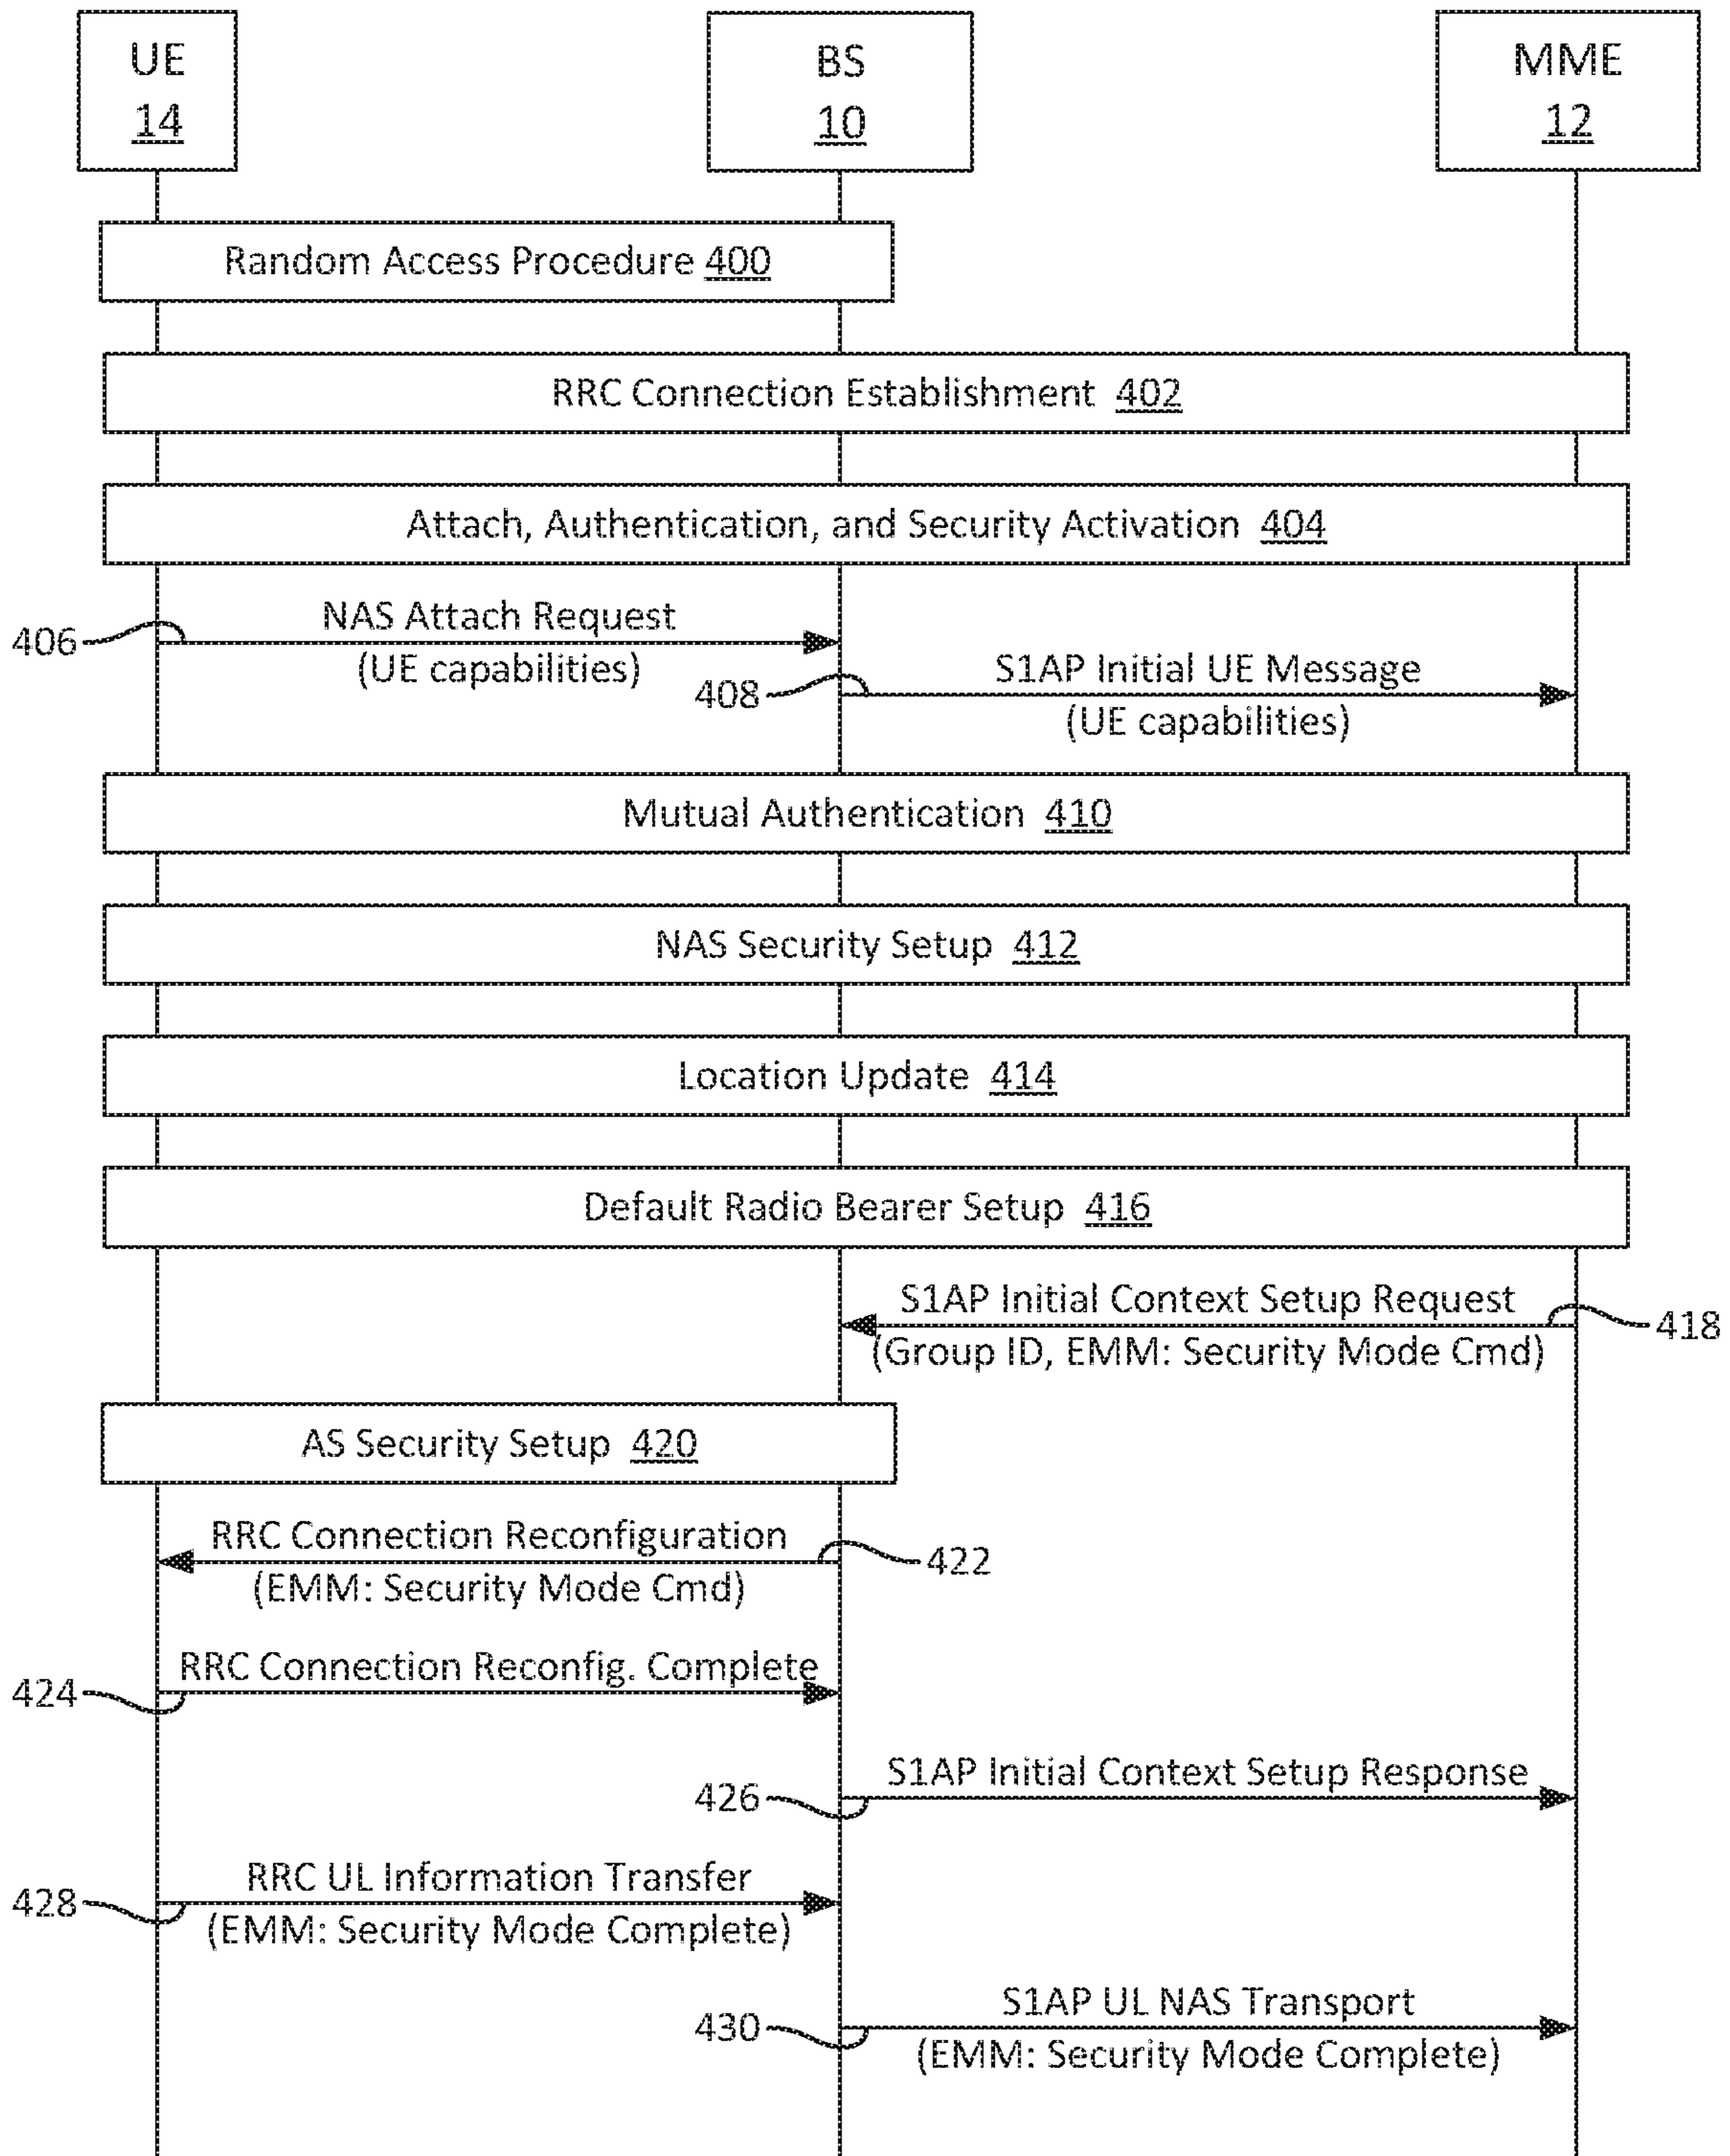 UE
14
BS
10
MME
12
Random Access Procedure 400
RRC Connection Establishment 402
Attach, Authentication, and Security Activation 404
406
NAS Attach Request
(UE capabilities)
408
S1AP Initial UE Message
(UE capabilities)
Mutual Authentication 410
NAS Security Setup 412
Location Update 414
Default Radio Bearer Setup 416
S1AP Initial Context Setup Request
(Group ID, EMM: Security Mode Cmd)
418
AS Security Setup 420
RRC Connection Reconfiguration
(EMM: Security Mode Cmd)
422
RRC Connection Reconfig. Complete
424
S1AP Initial Context Setup Response
426
RRC UL Information Transfer
(EMM: Security Mode Complete)
428
S1AP UL NAS Transport
(EMM: Security Mode Complete)
430